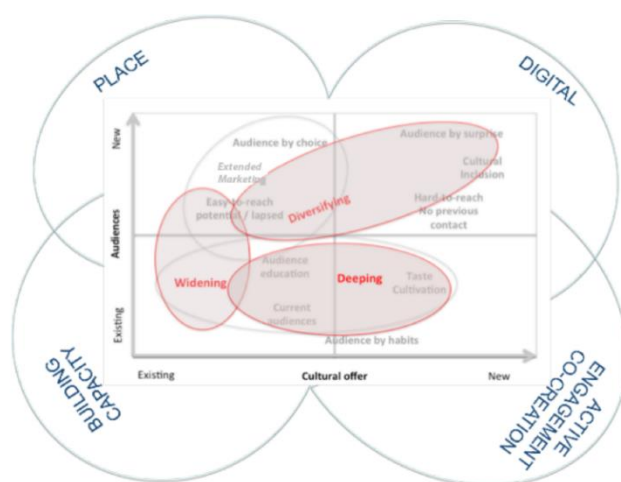 PLACE
DIGITAL
New
Audience by choice
Audience by surprise
Extended
Marketing
Cultural
Inclusion
Easy-to-reach
potential / lapsed
Diversifying
Hard-to-reach
No previous
contact
Audiences
Widening
Audience
education
Deeping
Taste
Cultivation
Current
audiences
Existing
Audience by habits
Existing
Cultural offer
New
BUILDING
CAPACITY
ACTIVE
ENGAGEMENT
CO-CREATION